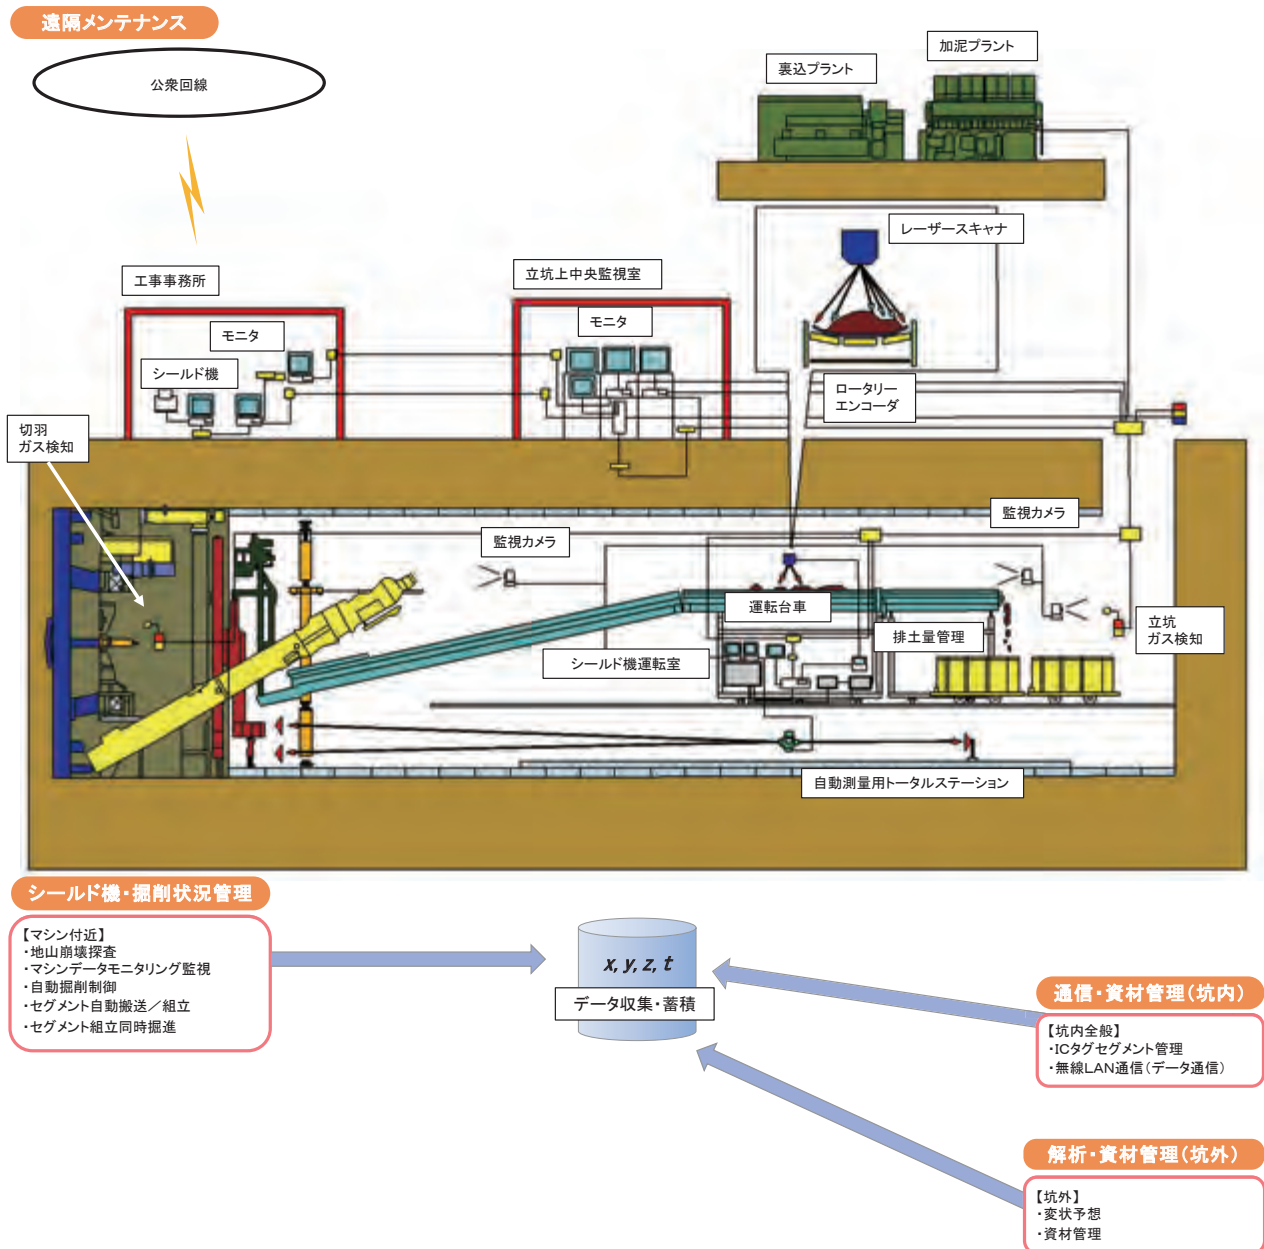 遠隔メンテナンス
公衆回線
加泥プラント
裏込プラント
レーザースキャナ
工事事務所
立坑上中央監視室
モニタ
モニタ
シールド機
ロータリー
エンコーダ
切羽
ガス検知
監視カメラ
監視カメラ
運転台車
排土量管理
立坑
ガス検知
シールド機運転室
自動測量用トータルステーション
シールド機・掘削状況管理
【マシン付近】
・地山崩壊探査
・マシンデータモニタリング監視
・自動掘削制御
・セグメント自動搬送／組立
・セグメント組立同時掘進
x, y, z, t
データ収集・蓄積
通信・資材管理（坑内）
【坑内全般】
・ICタグセグメント管理
・無線LAN通信（データ通信）
解析・資材管理（坑外）
【坑外】
・変状予想
・資材管理